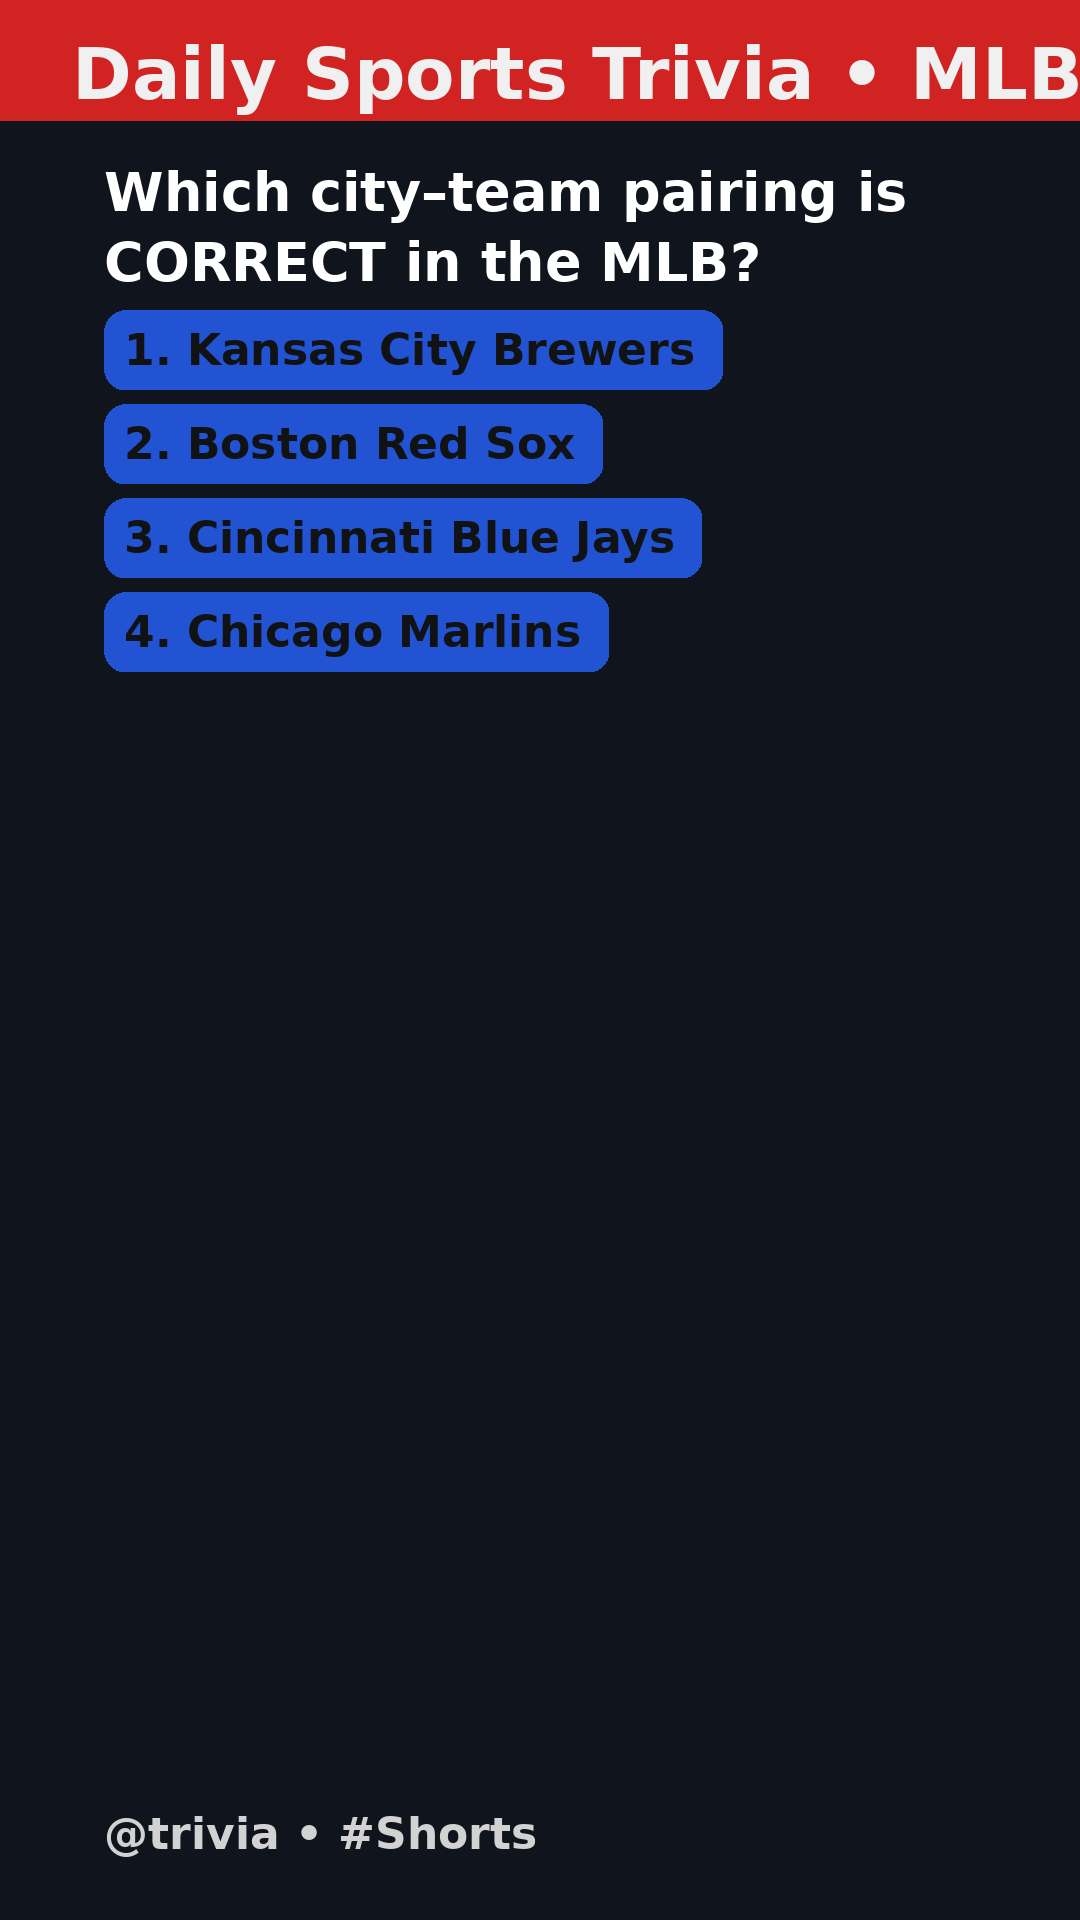 Daily Sports Trivia • MLB
Which city–team pairing is
CORRECT in the MLB?
1. Kansas City Brewers
2. Boston Red Sox
3. Cincinnati Blue Jays
4. Chicago Marlins
@trivia • #Shorts